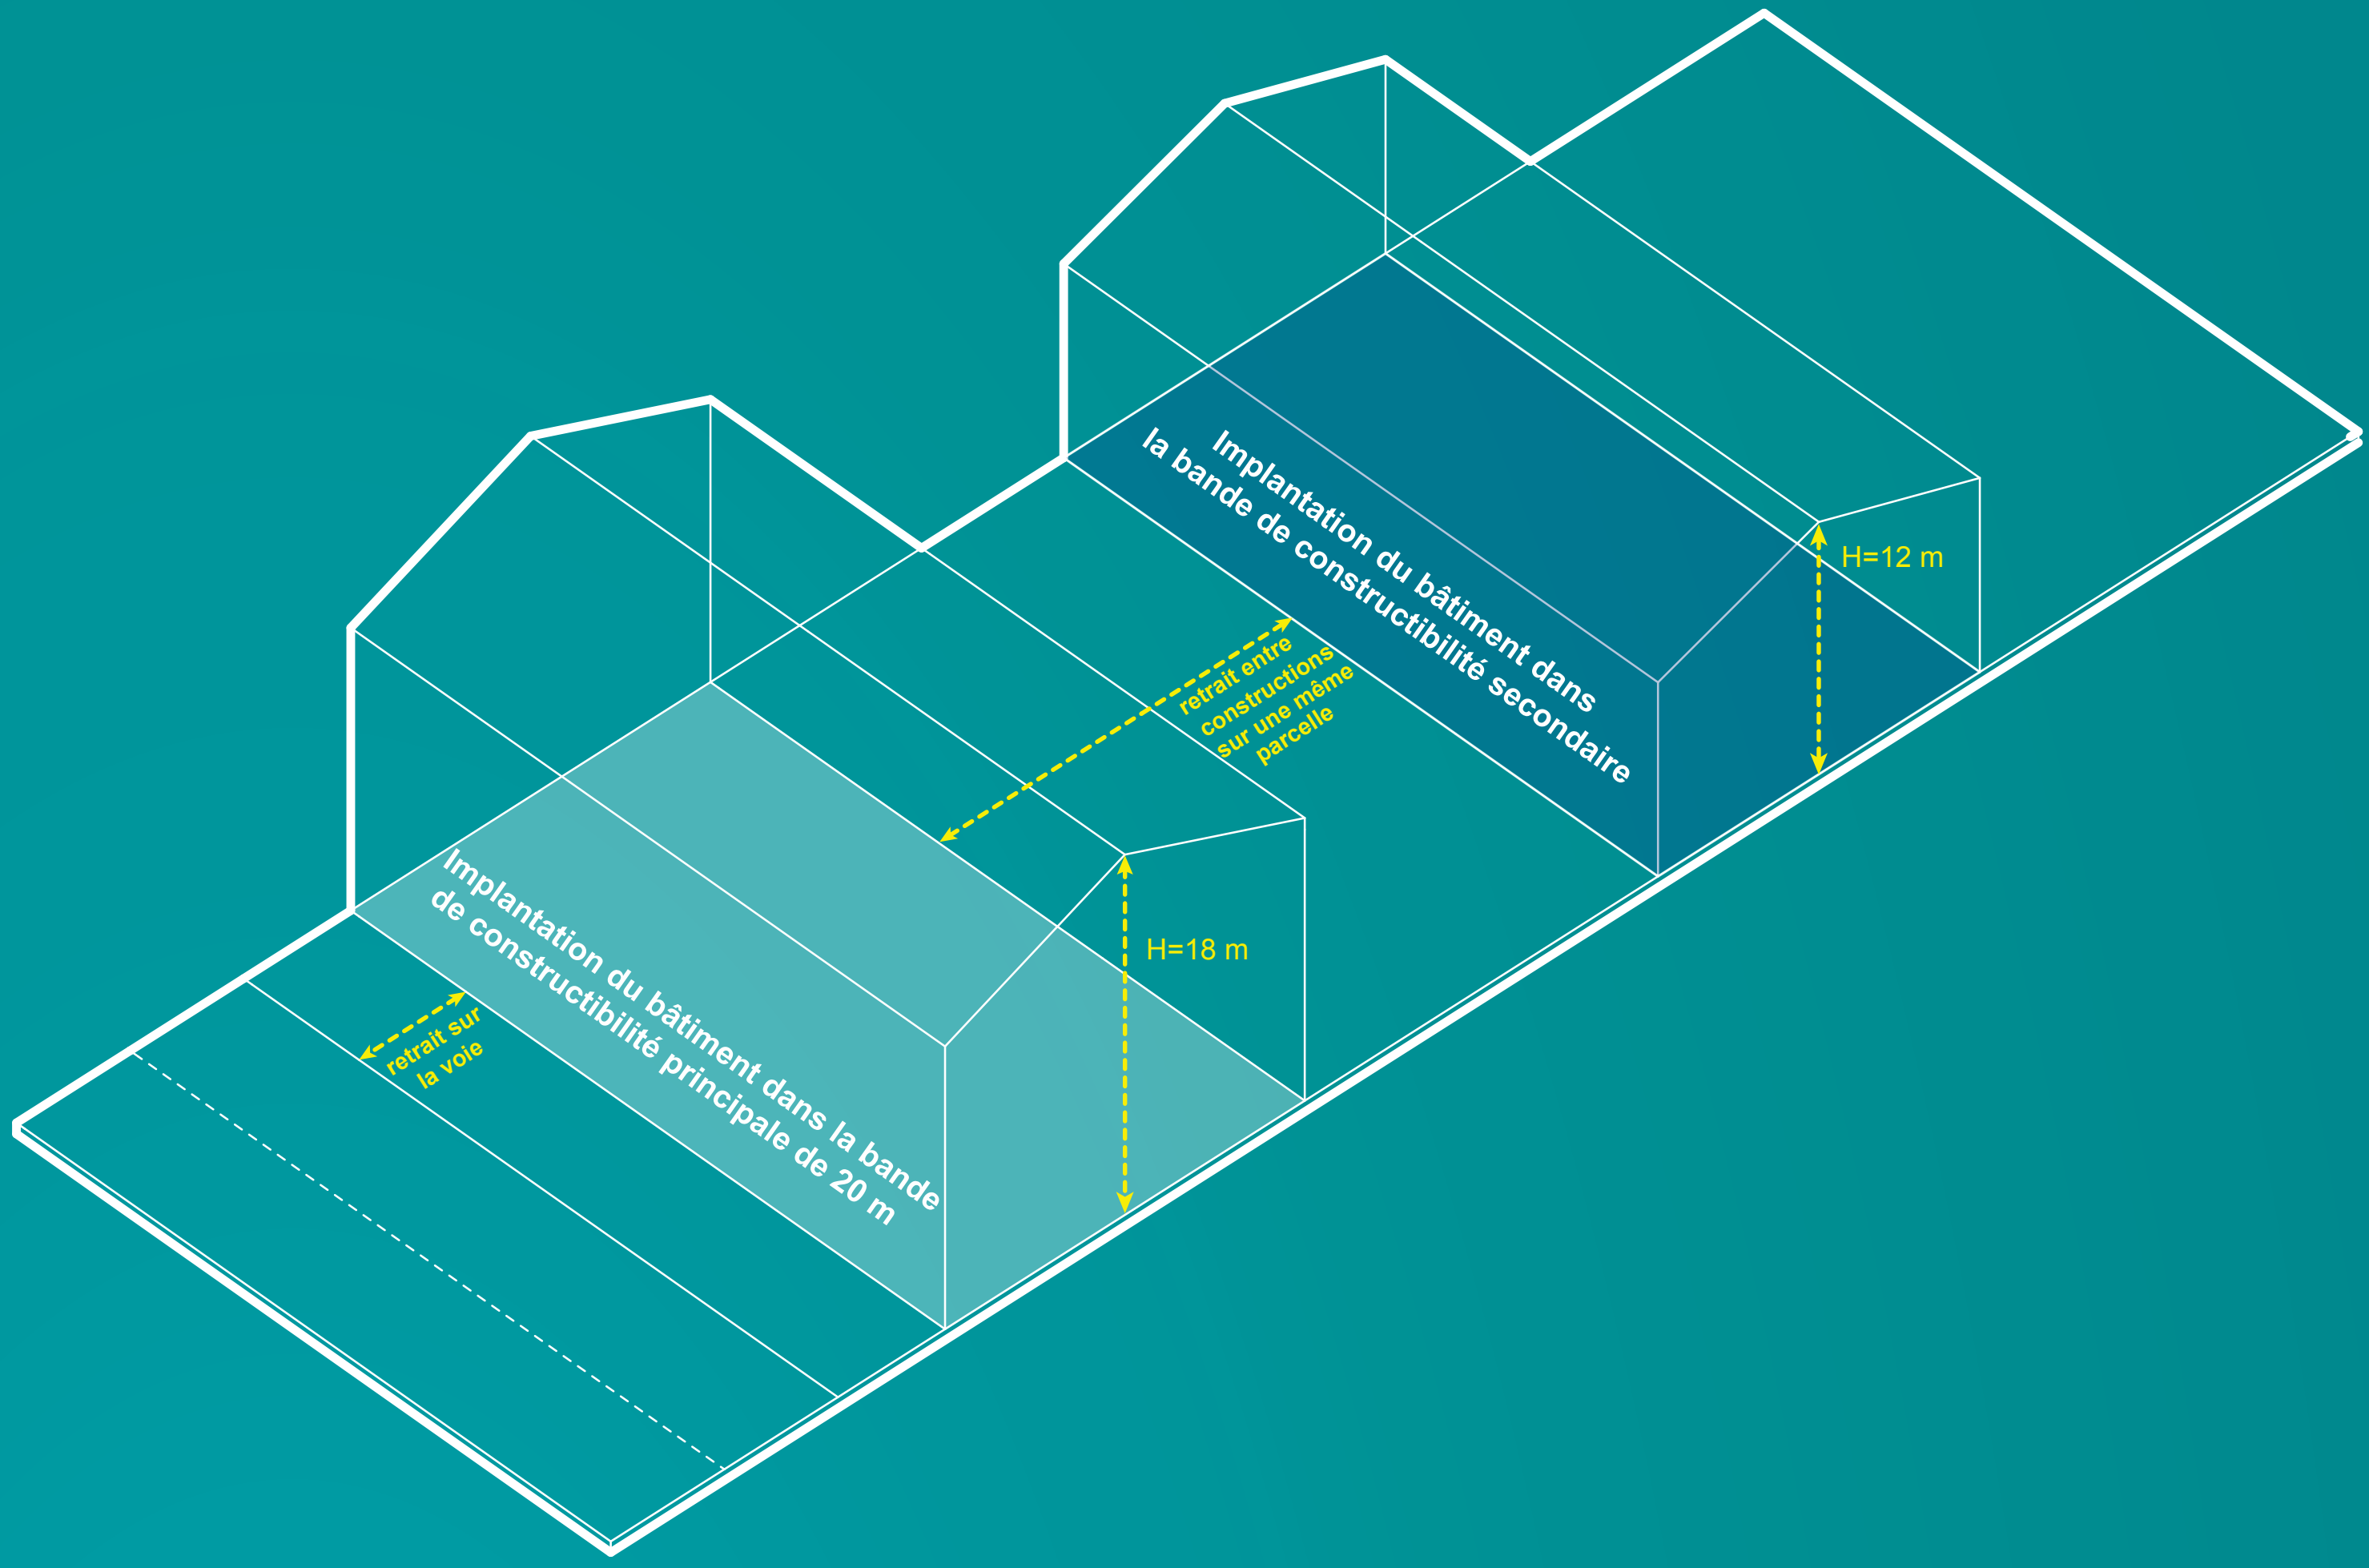 Implantation du bâtiment dans
la bande de constructibilité secondaire
H=12 m
retrait entre
constructions
sur une même
parcelle
Implantation du bâtiment dans la bande
de constructibilité principale de 20 m
H=18 m
retrait sur
la voie